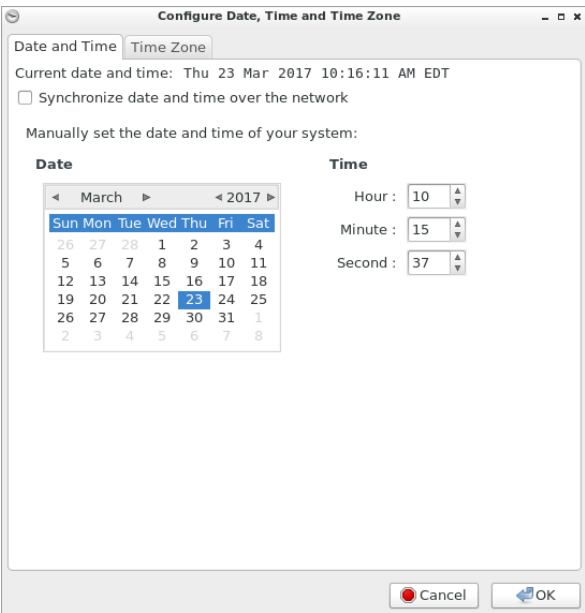 Configure Date, Time and Time Zone
Date and Time Time Zone
Current date and time: Thu 23 Mar 2017 10:16:11 AM EDT
Synchronize date and time over the network
Manually set the date and time of your system:
Date Time
March 2017
Sun Mon Tue Wed Thu Fri Sat
26 27 28 1 2 3 4
5 6 7 8 9 10 11
12 13 14 15 16 17 18
19 20 21 22 23 24 25
26 27 28 29 30 31 1
2 3 4 5 6 7 8
Hour : 10
Minute : 15
Second : 37
Cancel OK